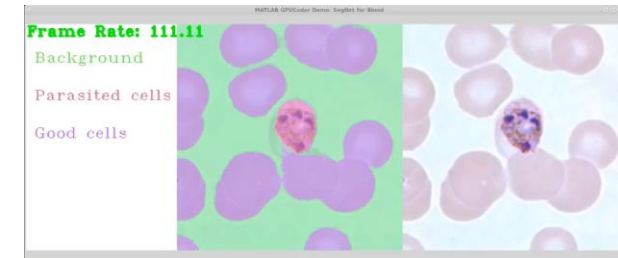 MATLAB GPUCoder Demo: SegNet for Blood
Frame Rate: 111.11
Background
Parasited cells
Good cells